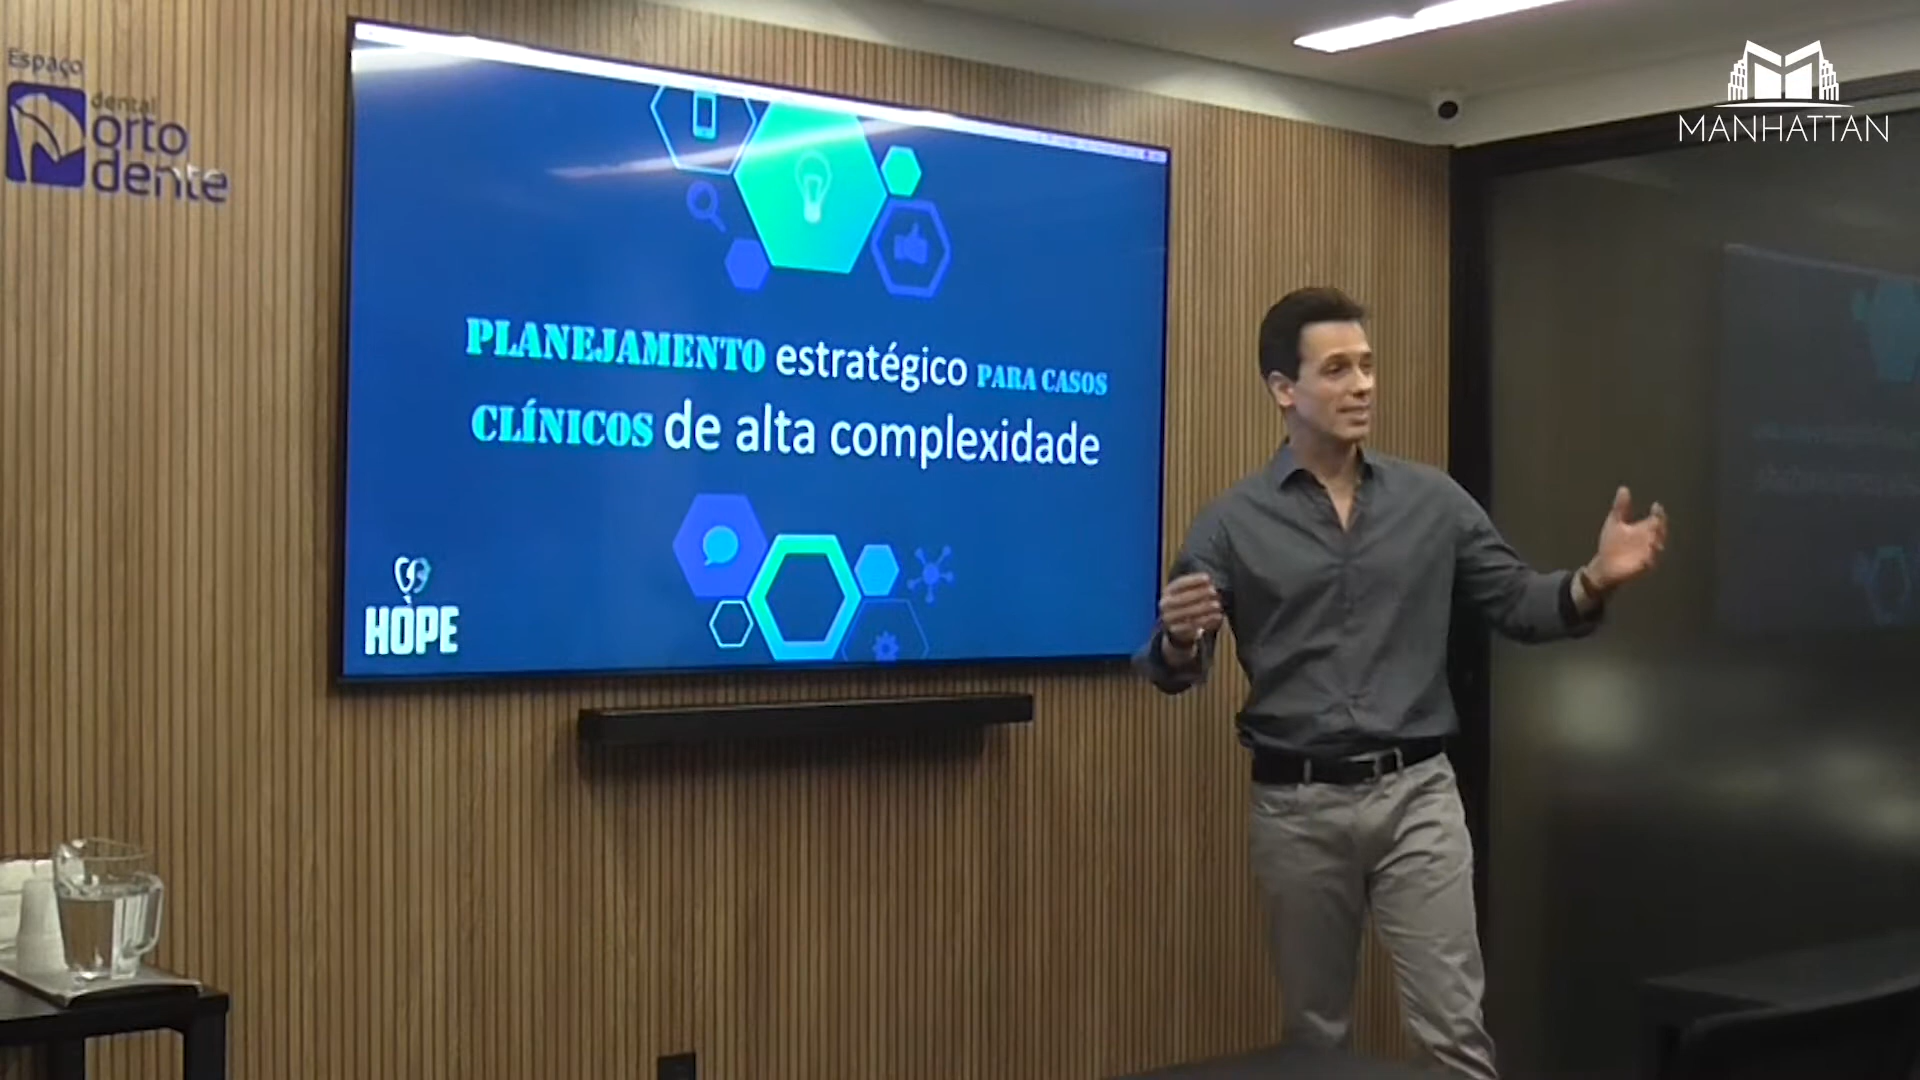 Espaço
dental
orto
dente
MANHATTAN
PLANEJAMENTO estratégico PARA CASOS
CLÍNICOS de alta complexidade
HOPE